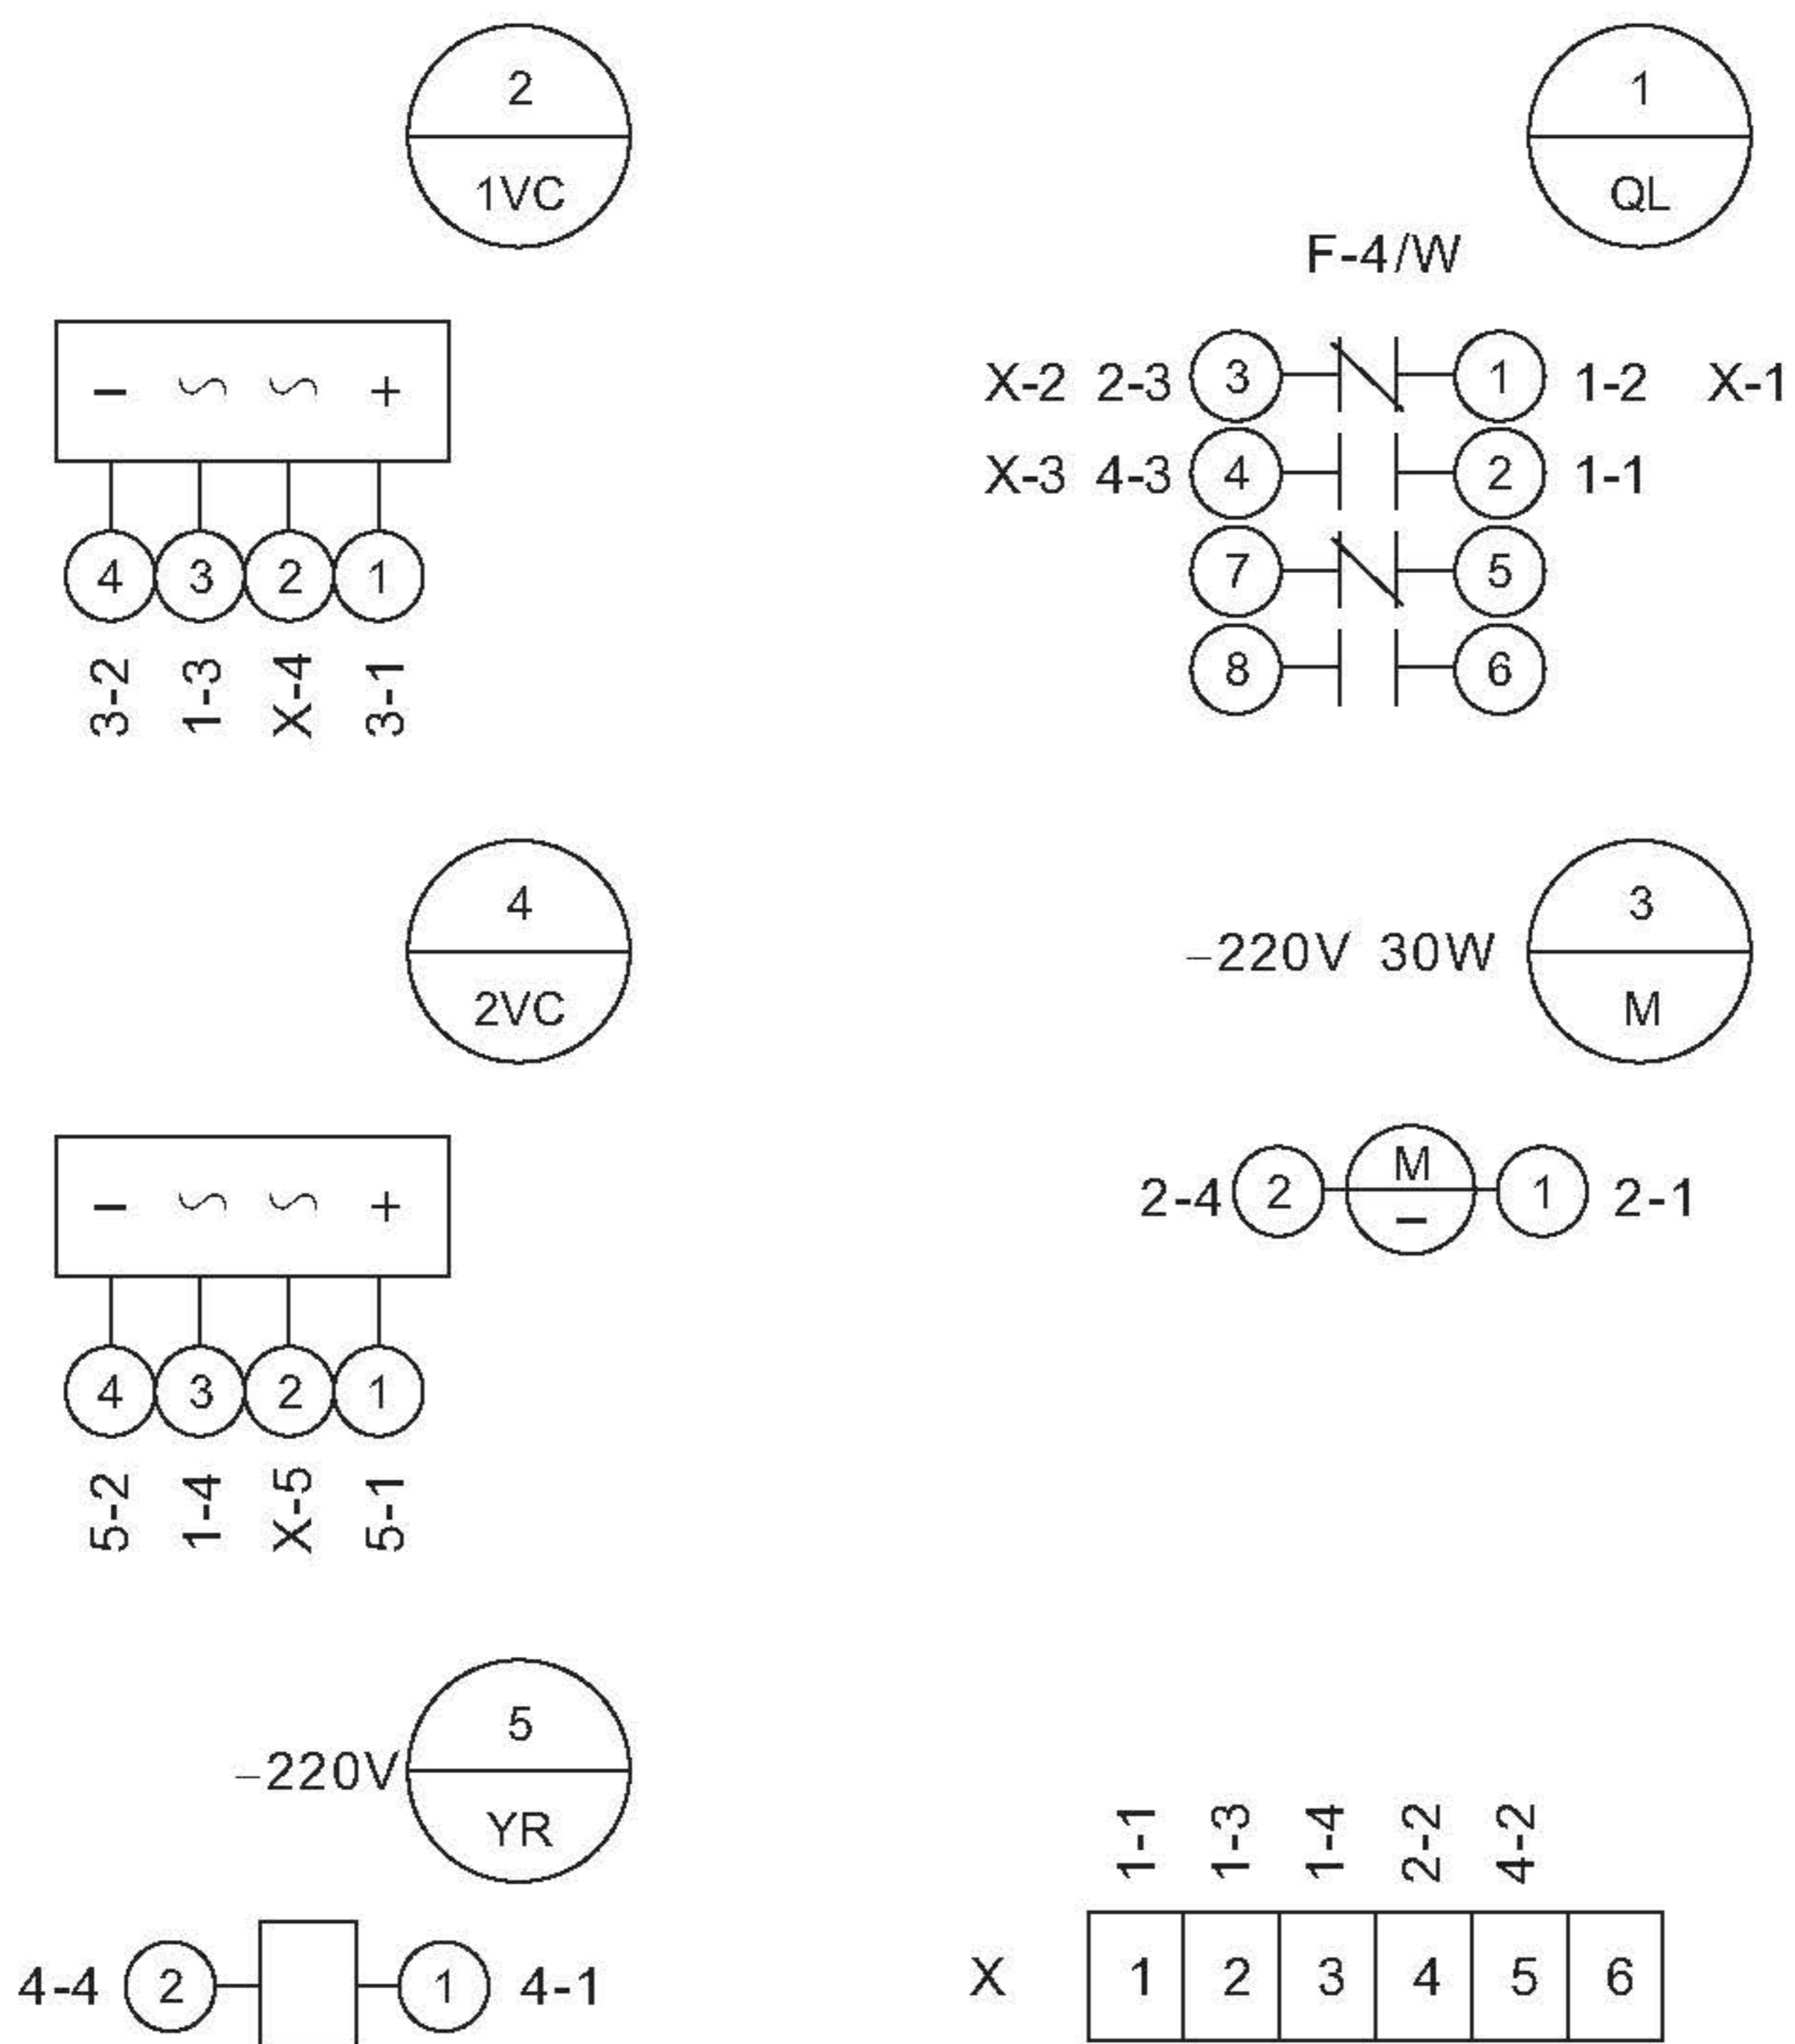 2
1VC
− ∽ ∽ +
4 3 2 1
3-2 1-3 X-4 3-1
1
QL
F-4/W
X-2 2-3 3 1 1-2 X-1
X-3 4-3 4 2 1-1
7 5
8 6
4
2VC
− ∽ ∽ +
4 3 2 1
5-2 1-4 X-5 5-1
3
–220V 30W
M
M
2-4 2 − 1 2-1
5
–220V
YR
4-4 2 1 4-1
1-1 1-3 1-4 2-2 4-2
X 1 2 3 4 5 6